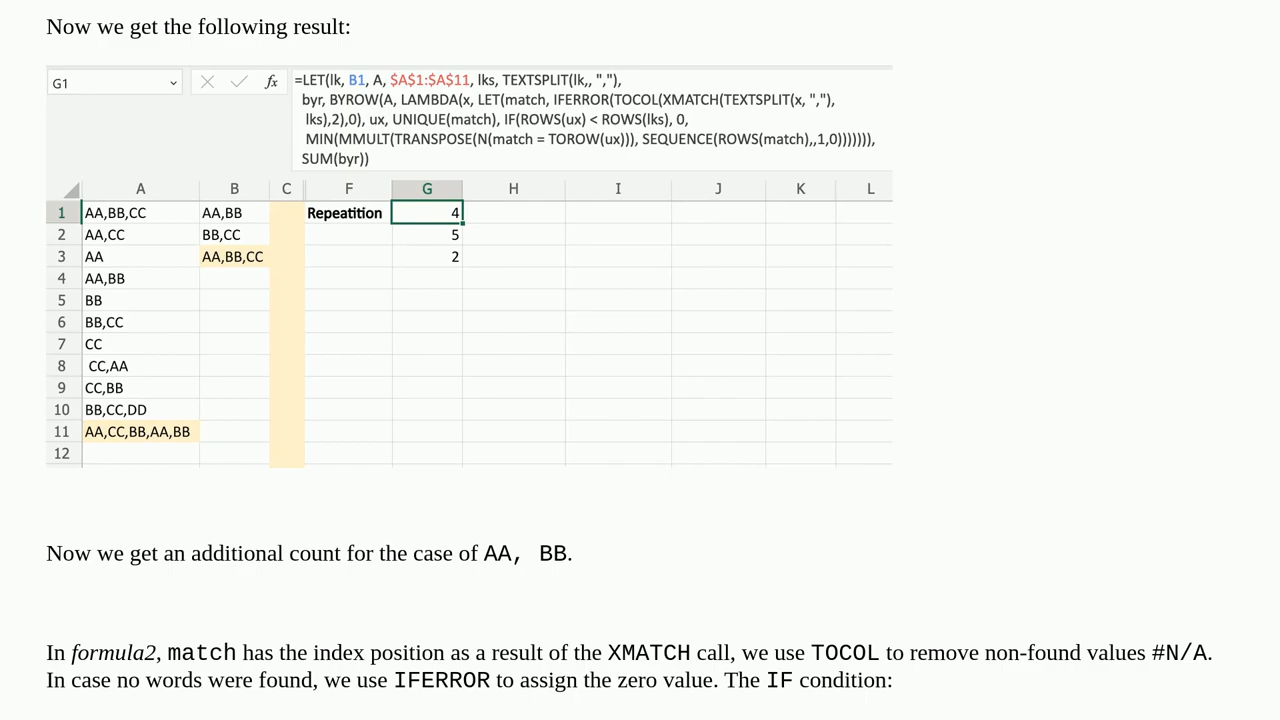 Now we get the following result:
G1 fx =LET(lk, B1, A, $A$1:$A$11, lks, TEXTSPLIT(lk,, ","),
byr, BYROW(A, LAMBDA(x, LET(match, IFERROR(TOCOL(XMATCH(TEXTSPLIT(x, ","),
lks),2),0), ux, UNIQUE(match), IF(ROWS(ux) < ROWS(lks), 0,
MIN(MMULT(TRANSPOSE(N(match = TOROW(ux))), SEQUENCE(ROWS(match),,1,0))))))),
SUM(byr))
A B C F G H I J K L
1 AA,BB,CC AA,BB Repeatition 4
2 AA,CC BB,CC 5
3 AA AA,BB,CC 2
4 AA,BB
5 BB
6 BB,CC
7 CC
8 CC,AA
9 CC,BB
10 BB,CC,DD
11 AA,CC,BB,AA,BB
12
Now we get an additional count for the case of AA, BB.
In formula2, match has the index position as a result of the XMATCH call, we use TOCOL to remove non-found values #N/A.
In case no words were found, we use IFERROR to assign the zero value. The IF condition: